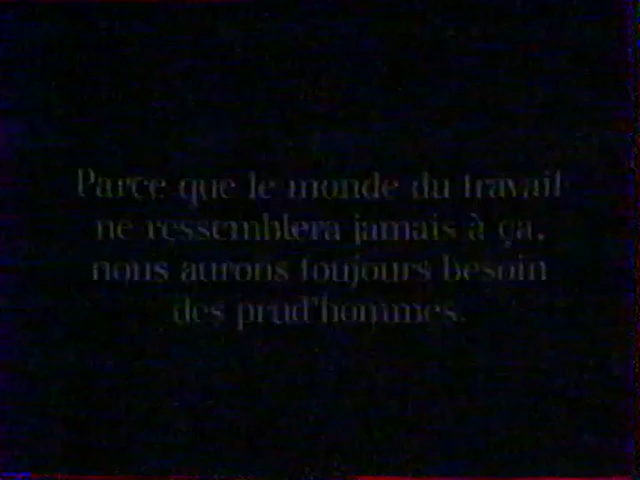 Parce que le monde du travail
ne ressemblera jamais à ça,
nous aurons toujours besoin
des prud'hommes.